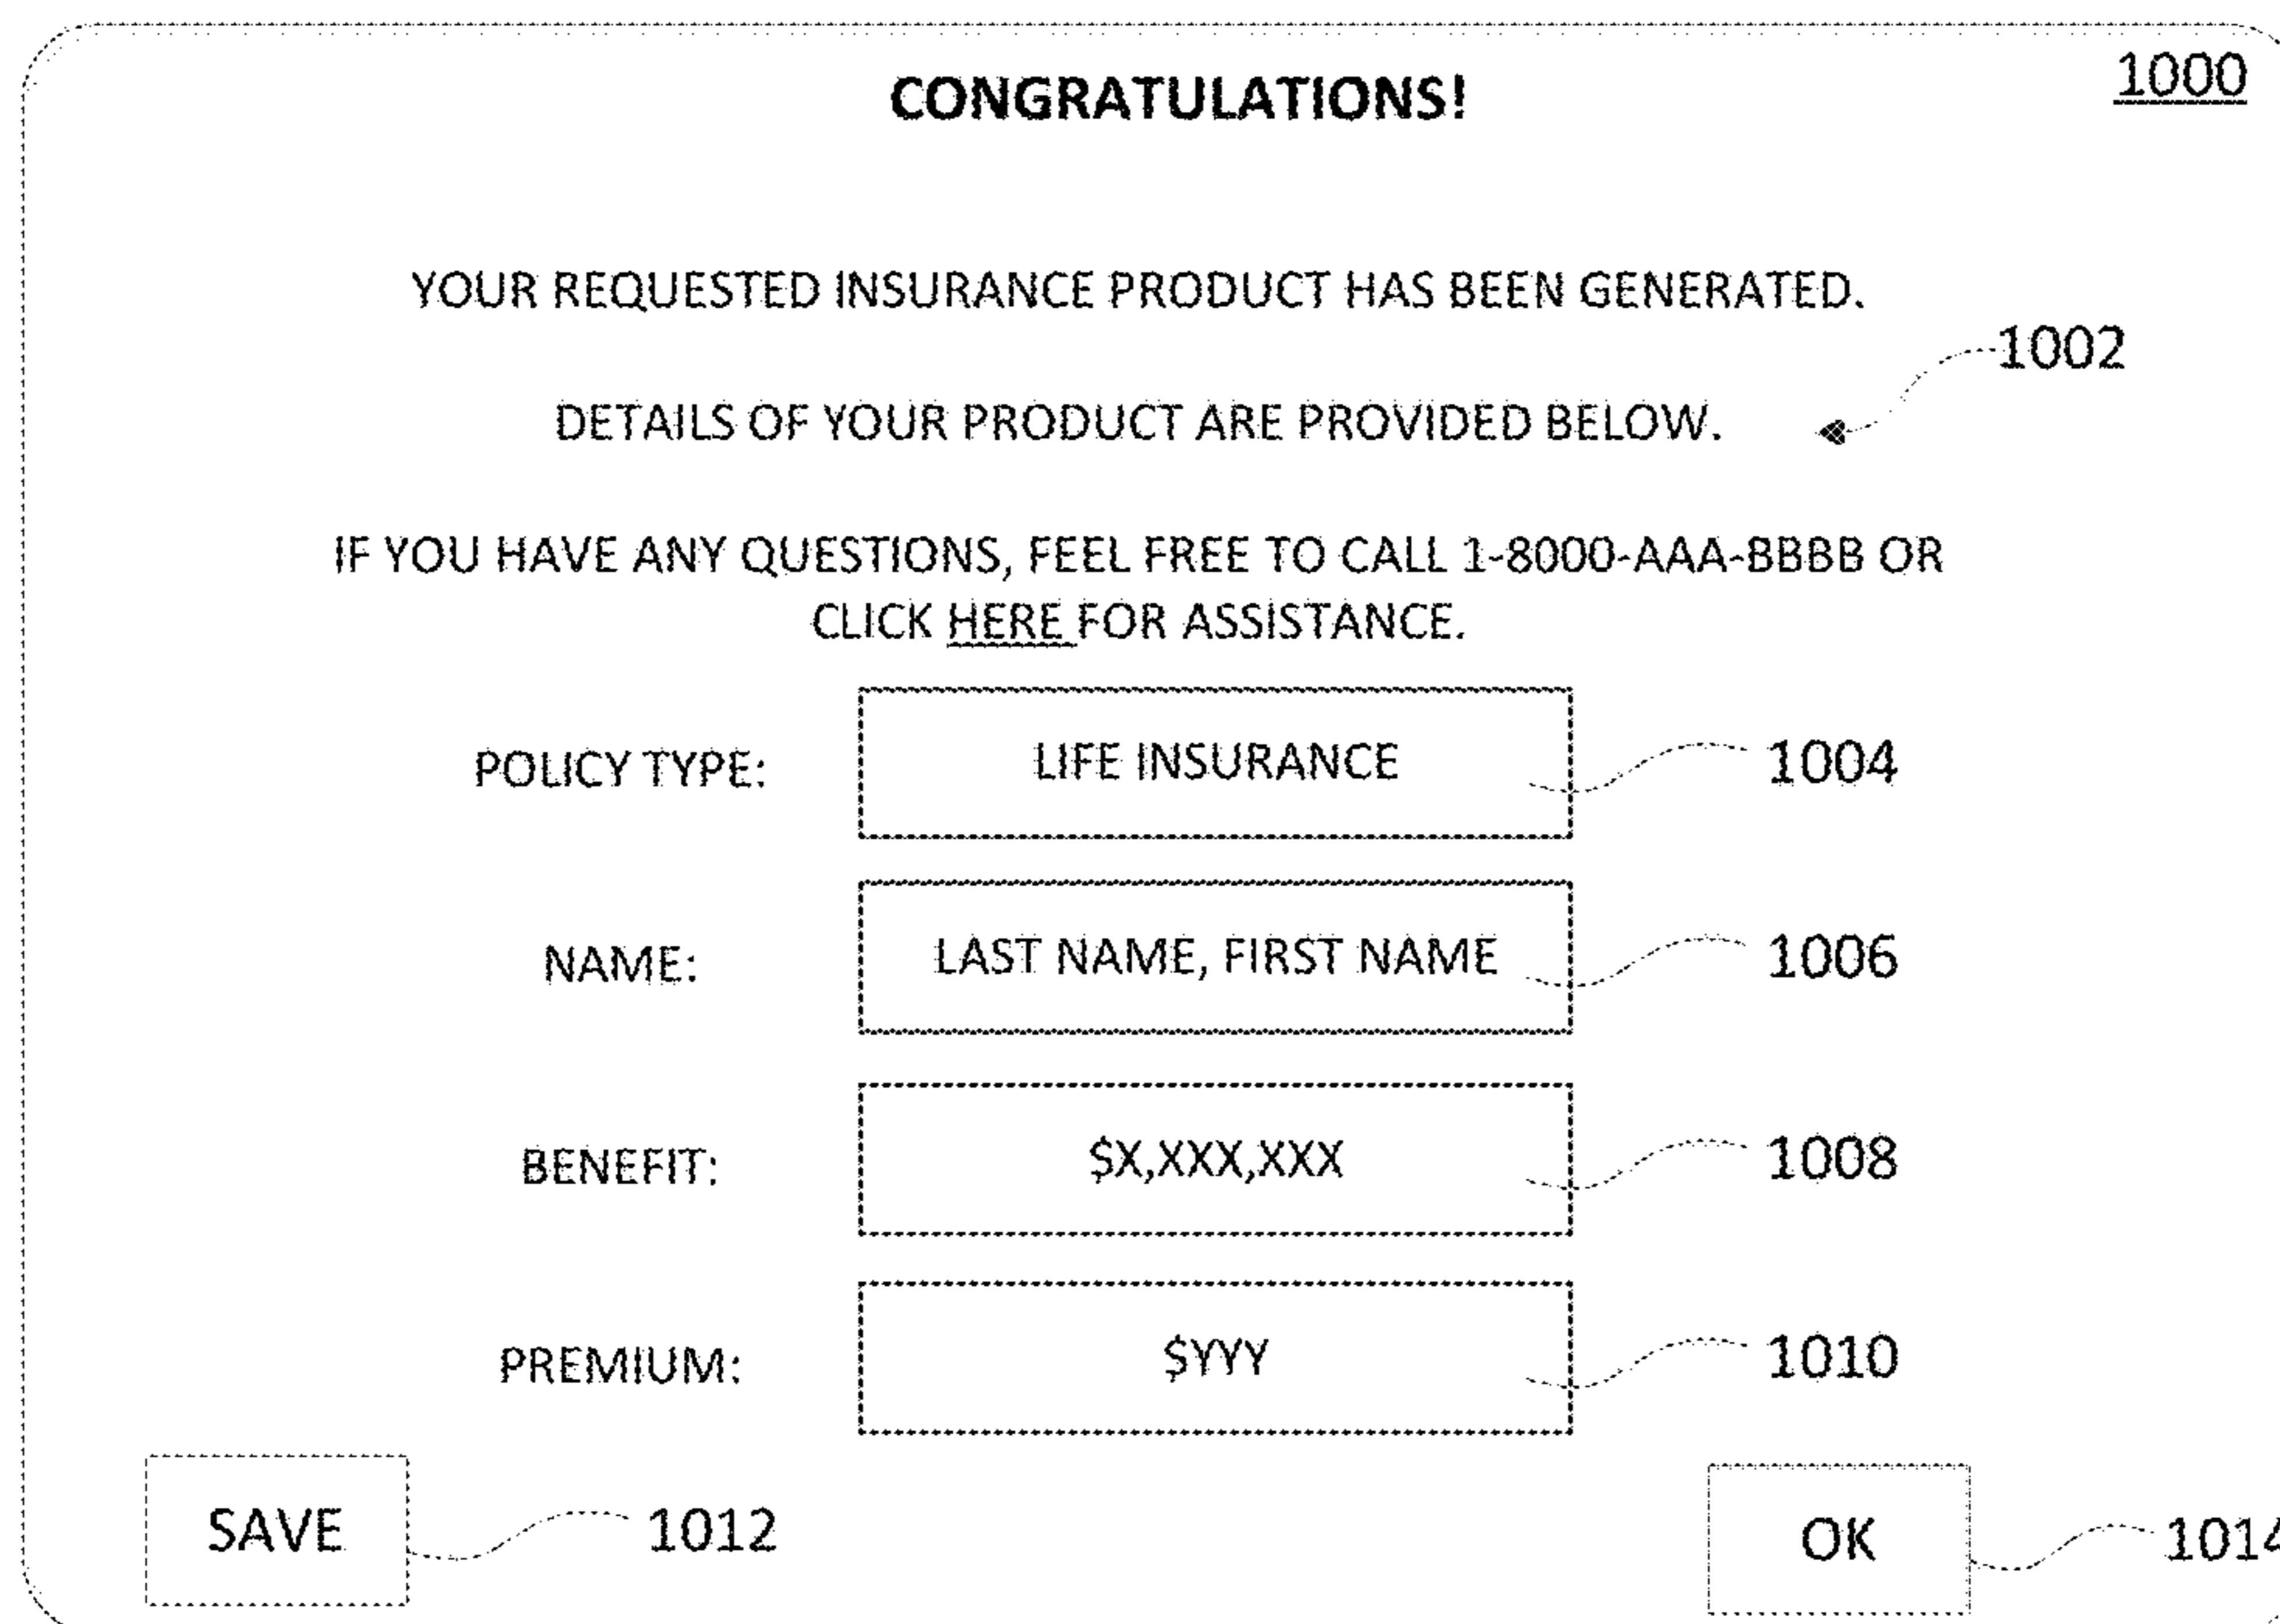 1000
CONGRATULATIONS!
YOUR REQUESTED INSURANCE PRODUCT HAS BEEN GENERATED.
1002
DETAILS OF YOUR PRODUCT ARE PROVIDED BELOW.
IF YOU HAVE ANY QUESTIONS, FEEL FREE TO CALL 1-8000-AAA-BBBB OR
CLICK HERE FOR ASSISTANCE.
POLICY TYPE: LIFE INSURANCE 1004
NAME: LAST NAME, FIRST NAME 1006
BENEFIT: $X,XXX,XXX 1008
PREMIUM: $YYY 1010
SAVE 1012 OK 1014